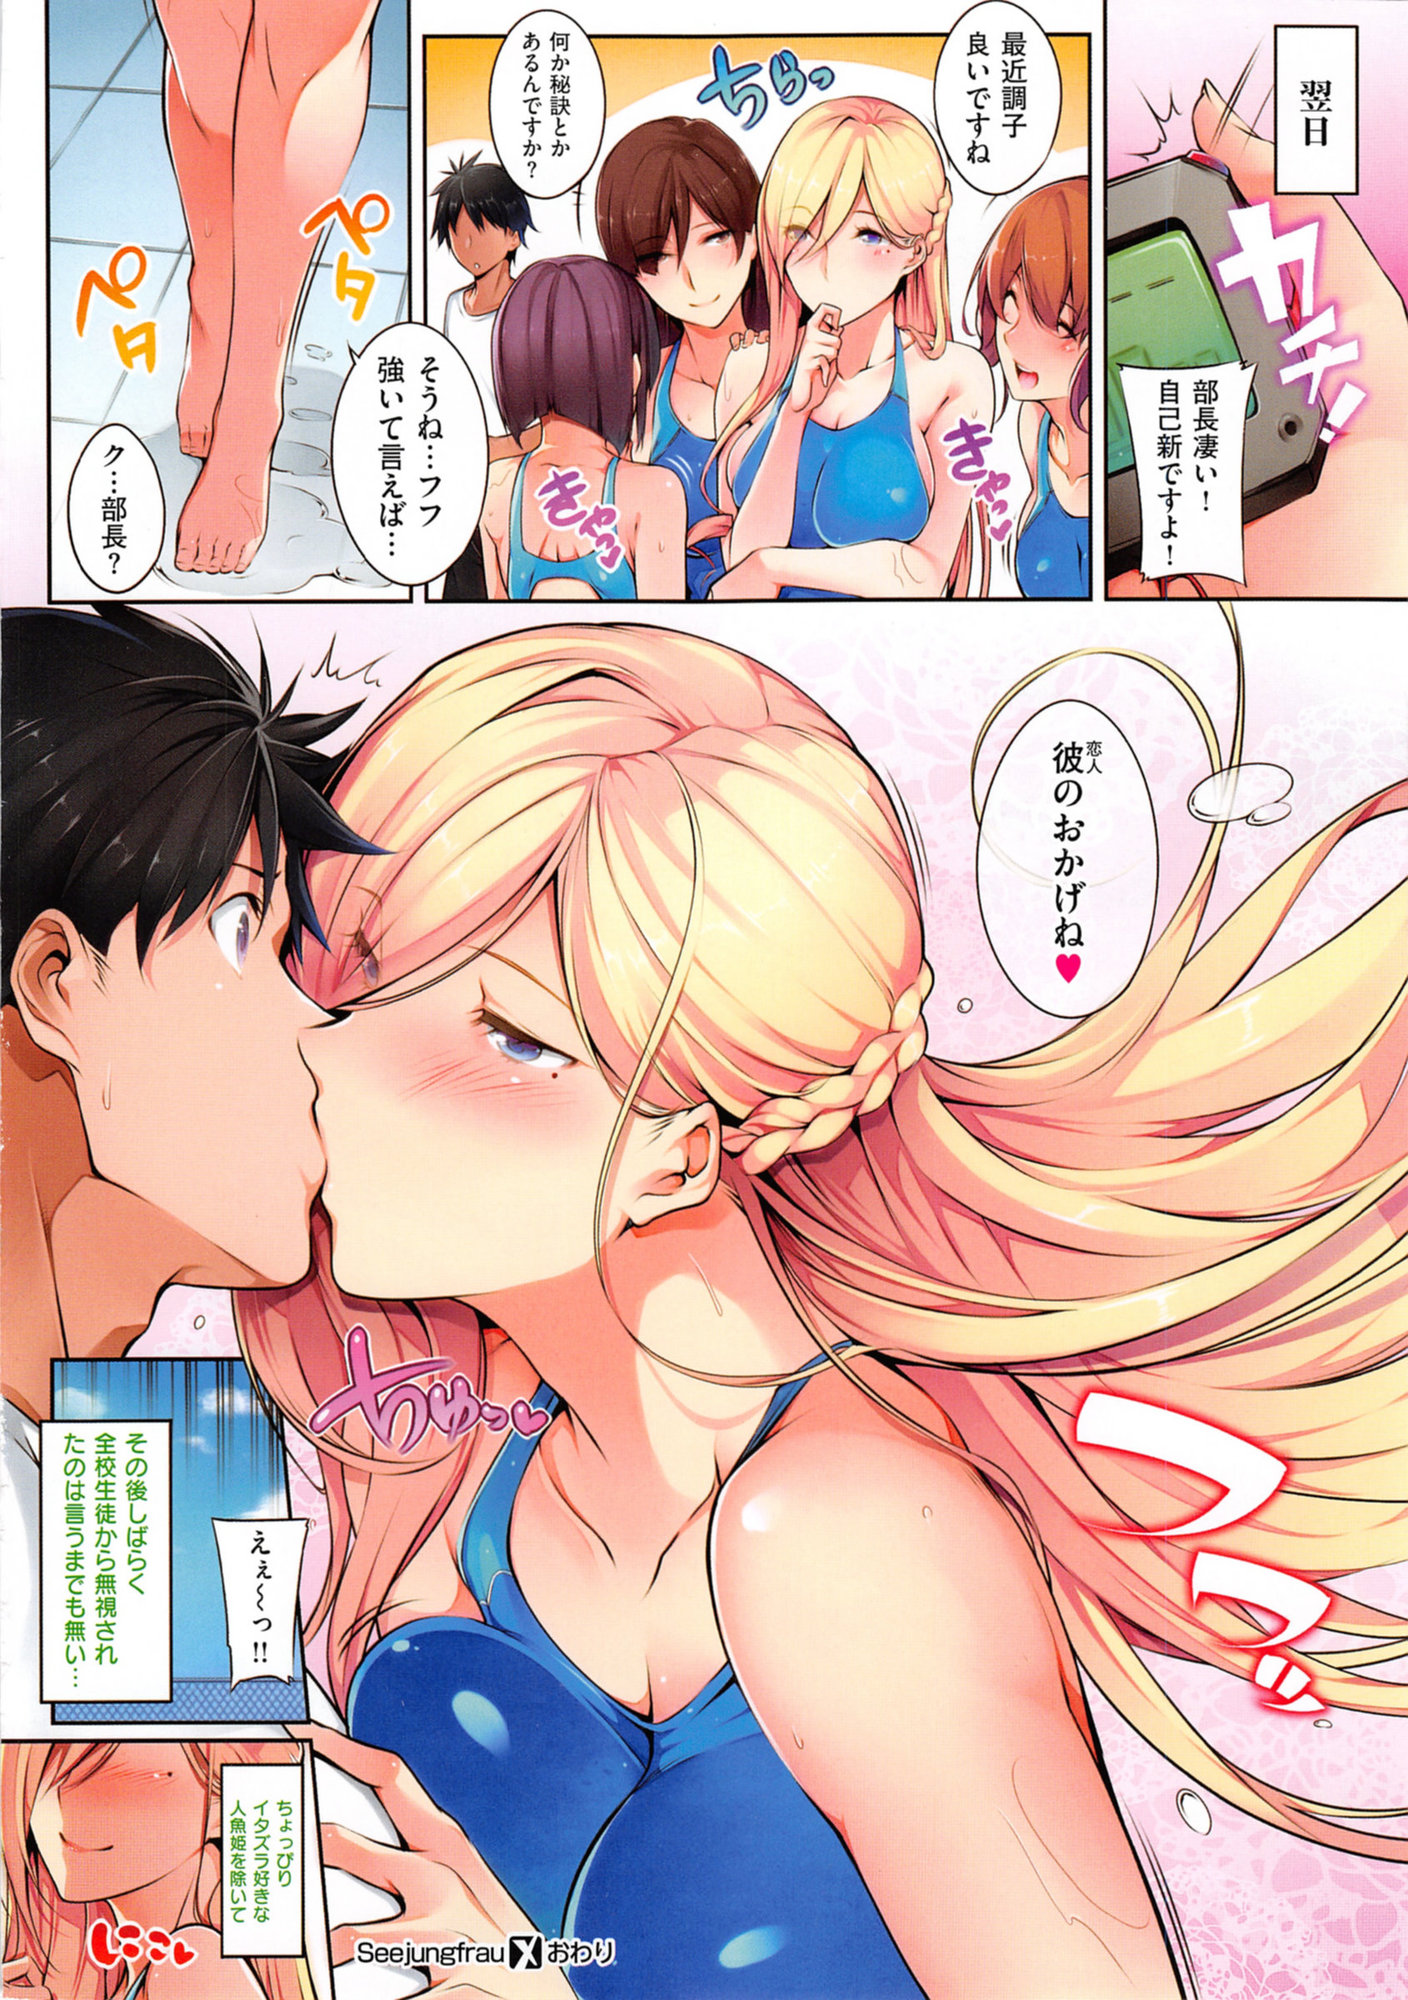 翌日
カチ!
部長凄い!
自己新ですよ!
最近調子
良いですね
ちらっ
何か秘訣とか
あるんですか?
きゃっ♥
きゃっ♥
そうね…フフ
強いて言えば…
ペタ
ペタ
ク…部長?
恋人
彼のおかげね♥
ちゅっ♥
フワッ
えぇ〜っ!!
その後しばらく
全校生徒から無視され
たのは言うまでも無い…
ちょっぴり
イタズラ好きな
人魚姫を除いて
Seejungfrau X おわり